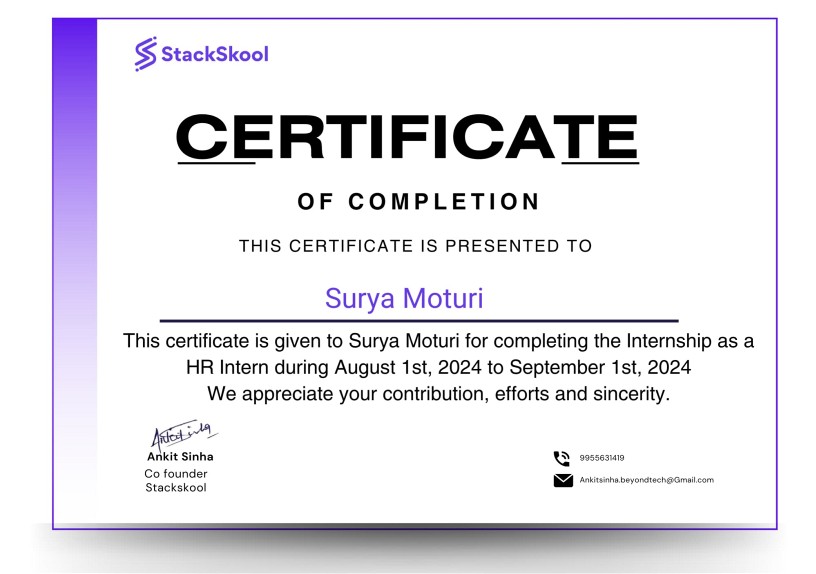 StackSkool
CERTIFICATE
OF COMPLETION
THIS CERTIFICATE IS PRESENTED TO
Surya Moturi
This certificate is given to Surya Moturi for completing the Internship as a
HR Intern during August 1st, 2024 to September 1st, 2024
We appreciate your contribution, efforts and sincerity.
Ankit Sinha
Ankit Sinha
Co founder
Stackskool
9955631419
Ankitsinha.beyondtech@Gmail.com